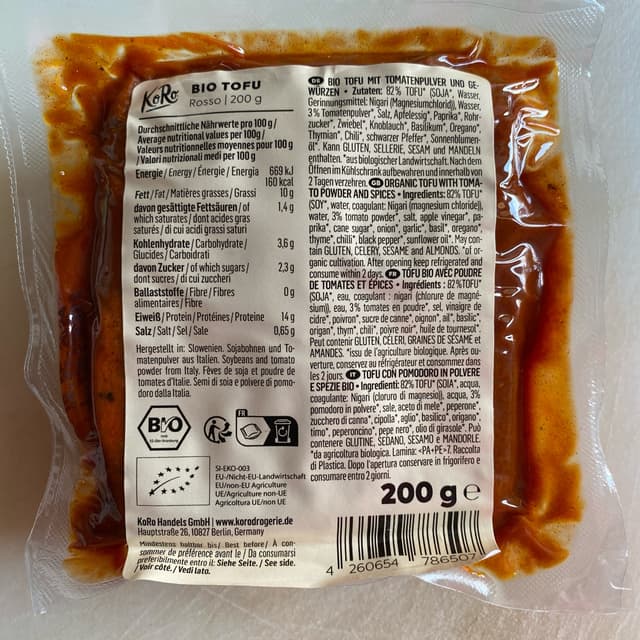 KoRo
BIO TOFU
Rosso | 200 g
Durchschnittliche Nährwerte pro 100 g/
Average nutritional values per 100g/
Valeurs nutritionnelles moyennes pour 100 g
/ Valori nutrizionali medi per 100 g
Energie / Energy / Énergie / Energia 669 kJ
160 kcal
Fett / Fat / Matières grasses / Grassi 10 g
davon gesättigte Fettsäuren / of 1,4 g
which saturates / dont acides gras
saturés / di cui acidi grassi saturi
Kohlenhydrate / Carbohydrate / 3,6 g
Glucides / Carboidrati
davon Zucker / of which sugars / 2,3 g
dont sucres / di cui zuccheri
Ballaststoffe / Fibre / Fibres 0 g
alimentaires / Fibre
Eiweiß / Protein / Protéines / Proteine 14 g
Salz / Salt / Sel / Sale 0,65 g
Hergestellt in: Slowenien. Sojabohnen und To-
matenpulver aus Italien. Soybeans and tomato
powder from Italy. Fèves de soja et poudre de
tomates d'Italie. Semi di soia e polvere di pomo-
doro dalla Italia.
Bio
FR
SI-EKO-003
EU-/Nicht-EU-Landwirtschaft
EU/non-EU Agriculture
UE/Agriculture non-UE
Agricoltura UE/non UE
KoRo Handels GmbH | www.korodrogerie.de
Hauptstraße 26, 10827 Berlin, Germany
Mindestens haltbar bis/ Best before/ À con-
sommer de préférence avant le / Da consumarsi
preferibilmente entro il: Siehe Seite. / See side.
/ Voir côté. / Vedi lato.
DE BIO TOFU MIT TOMATENPULVER UND GE-
WÜRZEN • Zutaten: 82% TOFU* (SOJA*, Wasser,
Gerinnungsmittel: Nigari (Magnesiumchlorid)), Wasser,
3% Tomatenpulver*, Salz, Apfelessig*, Paprika*, Rohr-
zucker*, Zwiebel*, Knoblauch*, Basilikum*, Oregano*,
Thymian*, Chili*, schwarzer Pfeffer*, Sonnenblumen-
öl*. Kann GLUTEN, SELLERIE, SESAM und MANDELN
enthalten. *aus biologischer Landwirtschaft. Nach dem
Öffnen im Kühlschrank aufbewahren und innerhalb von
2 Tagen verzehren. GB ORGANIC TOFU WITH TOMA-
TO POWDER AND SPICES • Ingredients: 82% TOFU*
(SOY*, water, coagulant: Nigari (magnesium chloride)),
water, 3% tomato powder*, salt, apple vinegar*, pa-
prika*, cane sugar*, onion*, garlic*, basil*, oregano*,
thyme*, chili*, black pepper*, sunflower oil*. May con-
tain GLUTEN, CELERY, SESAME and ALMONDS. *of or-
ganic cultivation. After opening keep refrigerated and
consume within 2 days. FR TOFU BIO AVEC POUDRE
DE TOMATES ET ÉPICES • Ingrédients : 82 %TOFU*
(SOJA*, eau, coagulant : nigari (chlorure de magné-
sium)), eau, 3% tomates en poudre*, sel, vinaigre de
cidre*, poivron*, sucre de canne*, oignon*, ail*, basilic*,
origan*, thym*, chili*, poivre noir*, huile de tournesol*.
Peut contenir GLUTEN, CÉLERI, GRAINES DE SÉSAME et
AMANDES. *issu de l'agriculture biologique. Après ou-
verture, conservez au réfrigérateur et consommez dans
les 2 jours. IT TOFU CON POMODORO IN POLVERE
E SPEZIE BIO • Ingredienti: 82% TOFU* (SOIA*, acqua,
coagulante: Nigari (cloruro di magnesio)), acqua, 3%
pomodoro in polvere*, sale, aceto di mele*, peperone*,
zucchero di canna*, cipolla*, aglio*, basilico*, origano*,
timo*, peperoncino*, pepe nero*, olio di girasole*. Può
contenere GLUTINE, SEDANO, SESAMO e MANDORLE.
*da agricoltura biologica. Lamina: <PA+PE>7. Raccolta
di Plastica. Dopo l'apertura conservare in frigorifero e
consumare entro 2 giorni.
200 g e
4 260654 786507